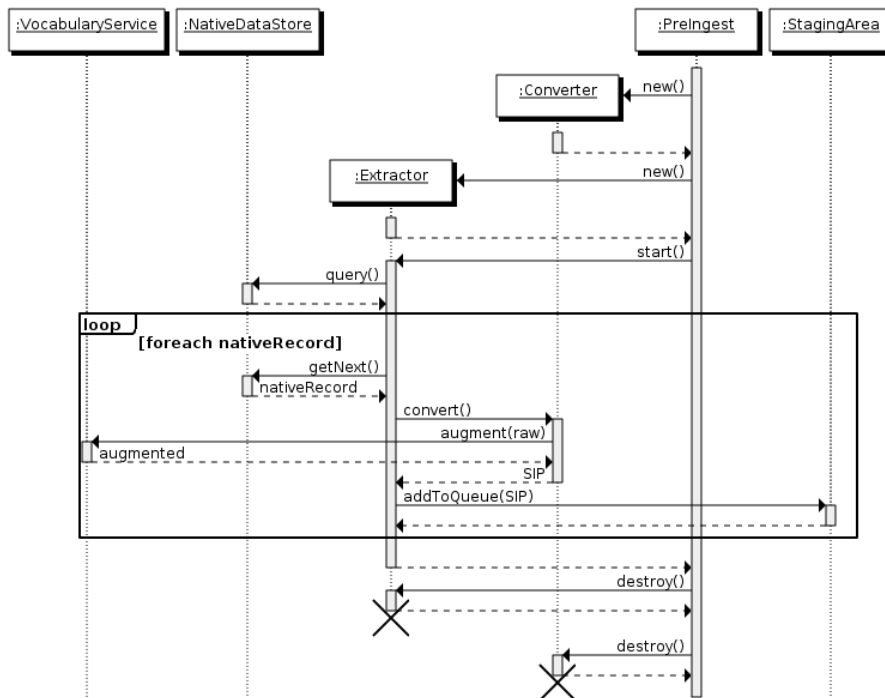 :VocabularyService
:NativeDataStore
:PreIngest
:StagingArea
:Converter
new()
:Extractor
new()
start()
query()
loop
[foreach nativeRecord]
getNext()
nativeRecord
convert()
augment(raw)
augmented
SIP
addToQueue(SIP)
destroy()
destroy()